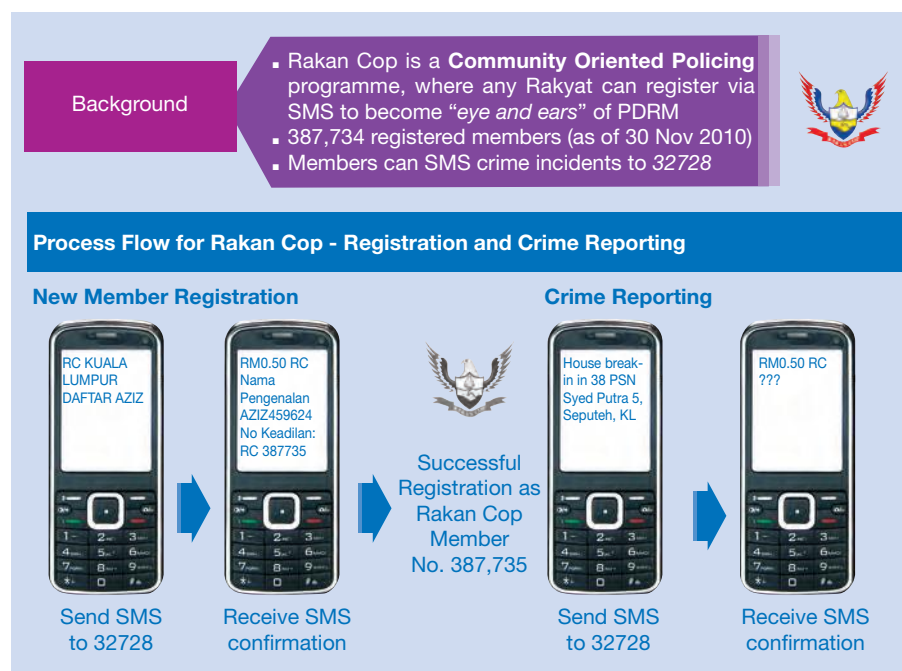 Background
▪ Rakan Cop is a Community Oriented Policing
programme, where any Rakyat can register via
SMS to become “eye and ears” of PDRM
▪ 387,734 registered members (as of 30 Nov 2010)
▪ Members can SMS crime incidents to 32728
Process Flow for Rakan Cop - Registration and Crime Reporting
New Member Registration
RC KUALA
LUMPUR
DAFTAR AZIZ
Send SMS
to 32728
RM0.50 RC
Nama
Pengenalan
AZIZ459624
No Keadilan:
RC 387735
Receive SMS
confirmation
Successful
Registration as
Rakan Cop
Member
No. 387,735
Crime Reporting
House break-
in in 38 PSN
Syed Putra 5,
Seputeh, KL
Send SMS
to 32728
RM0.50 RC
???
Receive SMS
confirmation